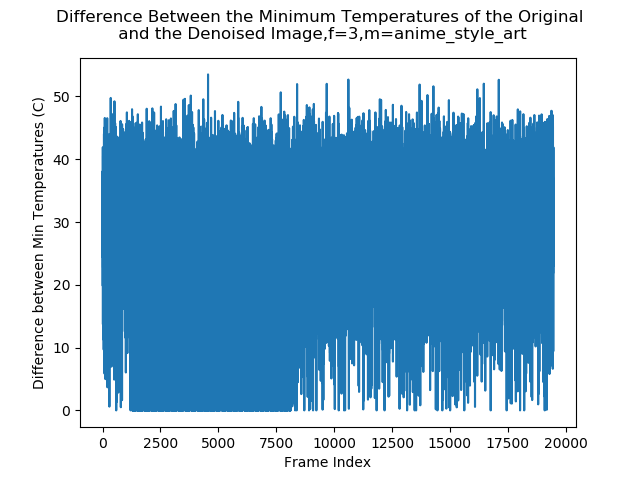 Difference Between the Minimum Temperatures of the Original
and the Denoised Image,f=3,m=anime_style_art
Difference between Min Temperatures (C)
50
40
30
20
10
0
0 2500 5000 7500 10000 12500 15000 17500 20000
Frame Index